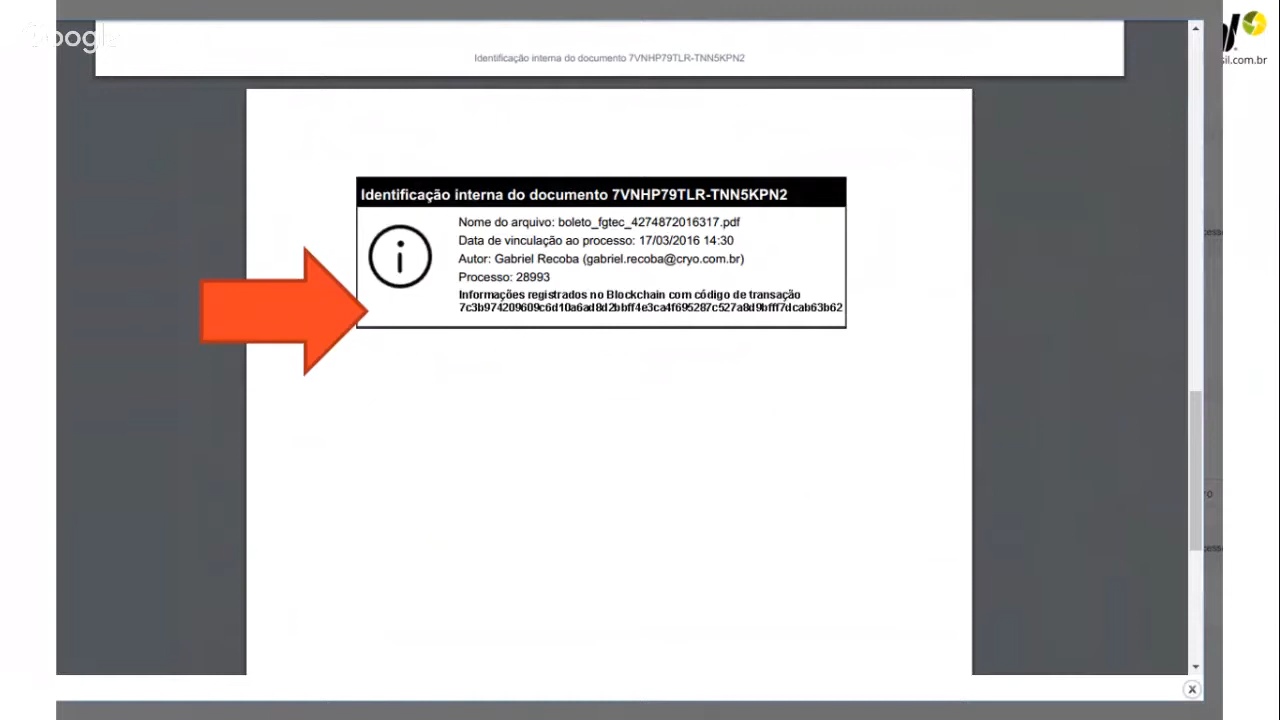 Google
Identificação interna do documento 7VNHP79TLR-TNN5KPN2
sil.com.br
Identificação interna do documento 7VNHP79TLR-TNN5KPN2
Nome do arquivo: boleto_fgtec_4274872016317.pdf
Data de vinculação ao processo: 17/03/2016 14:30
Autor: Gabriel Recoba (gabriel.recoba@cryo.com.br)
Processo: 28993
Informações registrados no Blockchain com código de transação
7c3b974209609c6d10a6ad8d2bbff4e3ca4f695287c527a8d9bfff7dcab63b62